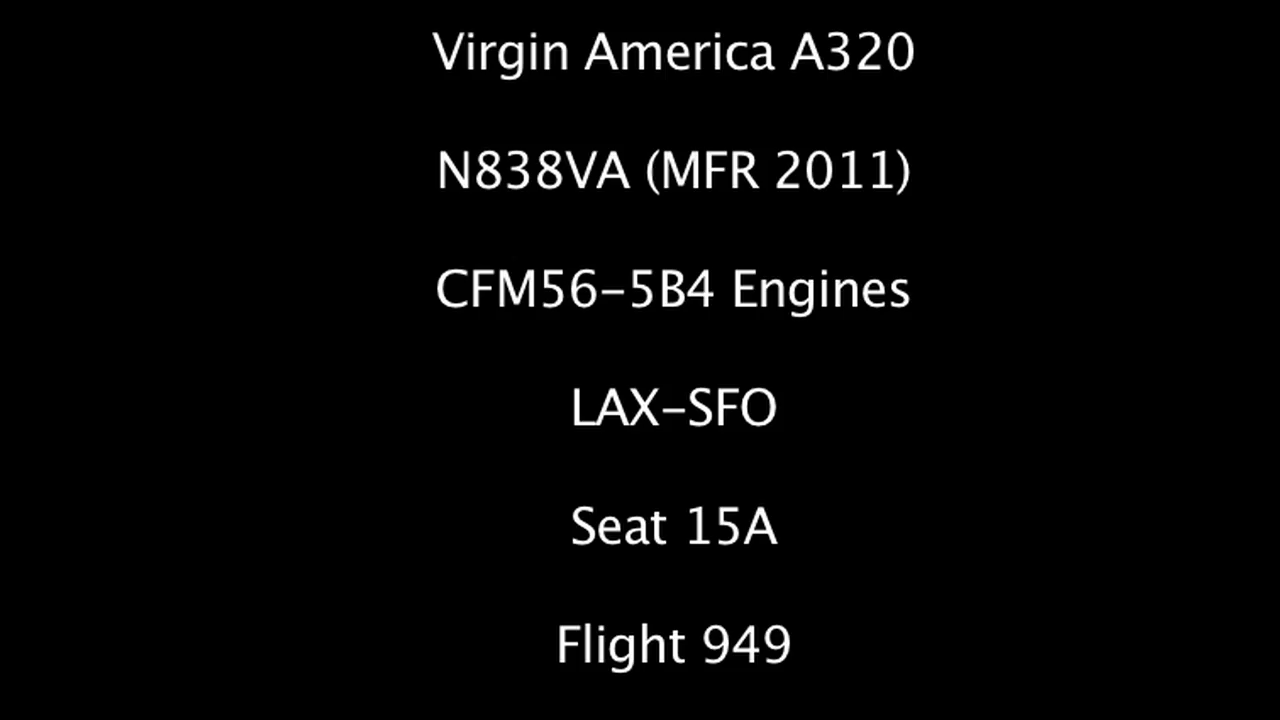 Virgin America A320
N838VA (MFR 2011)
CFM56-5B4 Engines
LAX-SFO
Seat 15A
Flight 949